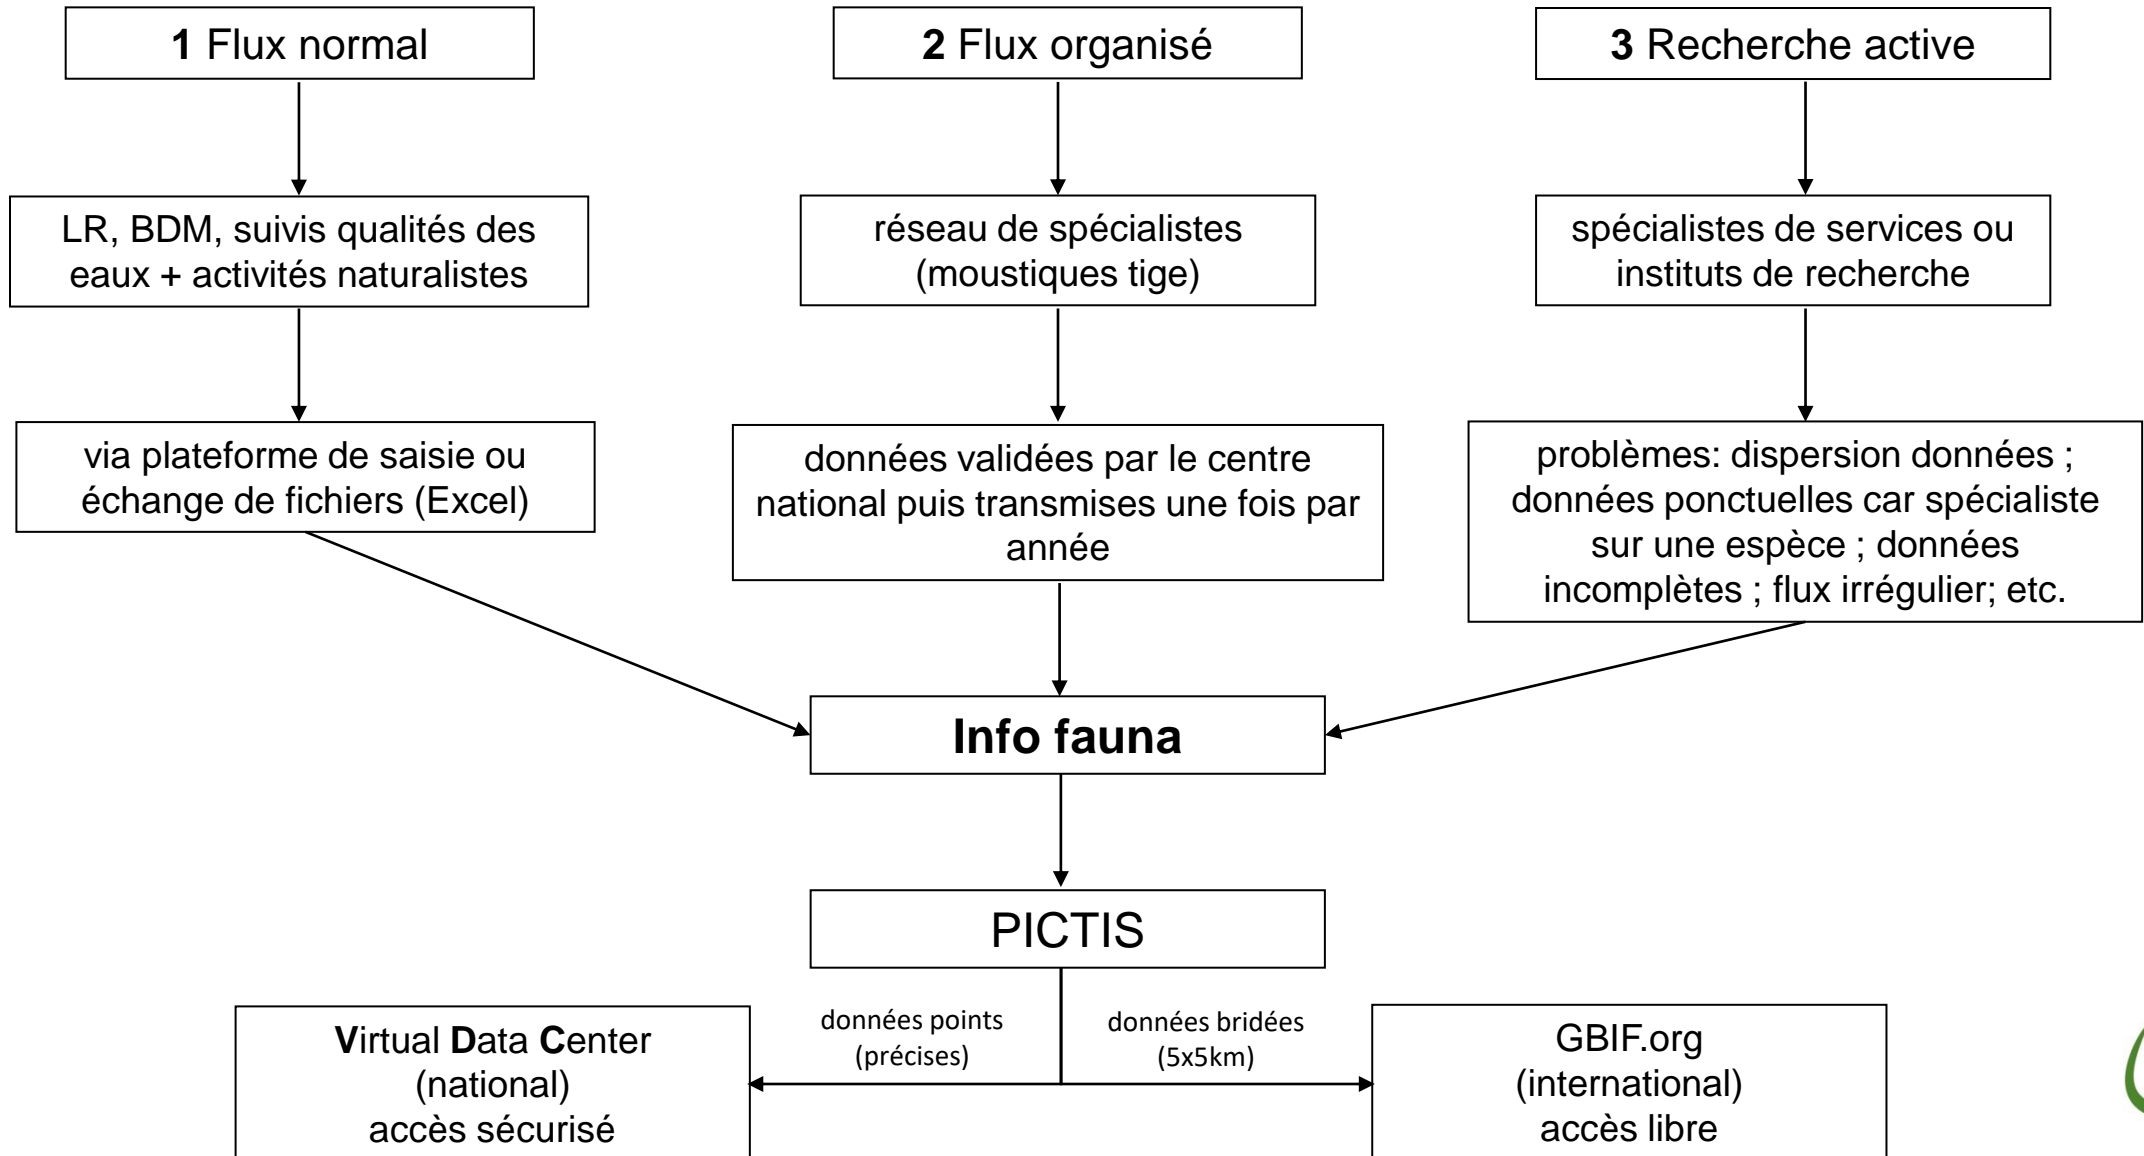 1 Flux normal
LR, BDM, suivis qualités des
eaux + activités naturalistes
via plateforme de saisie ou
échange de fichiers (Excel)
2 Flux organisé
réseau de spécialistes
(moustiques tige)
données validées par le centre
national puis transmises une fois par
année
3 Recherche active
spécialistes de services ou
instituts de recherche
problèmes: dispersion données ;
données ponctuelles car spécialiste
sur une espèce ; données
incomplètes ; flux irrégulier; etc.
Info fauna
PICTIS
données points
(précises)
données bridées
(5x5km)
Virtual Data Center
(national)
accès sécurisé
GBIF.org
(international)
accès libre